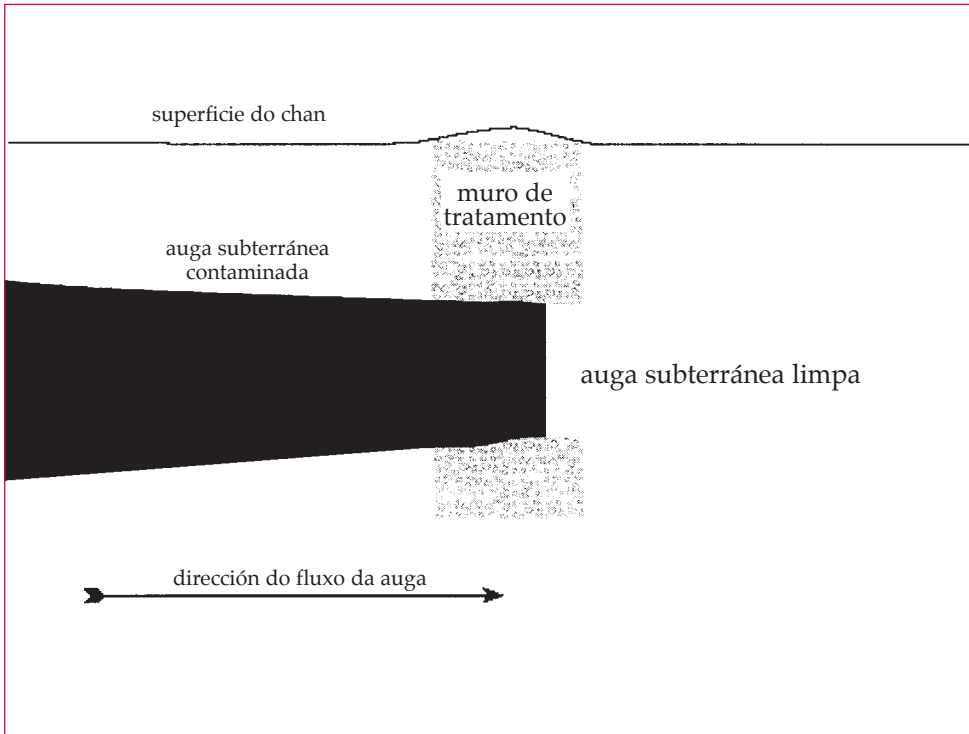 superficie do chan
muro de
tratamento
auga subterránea
contaminada
auga subterránea limpa
dirección do fluxo da auga